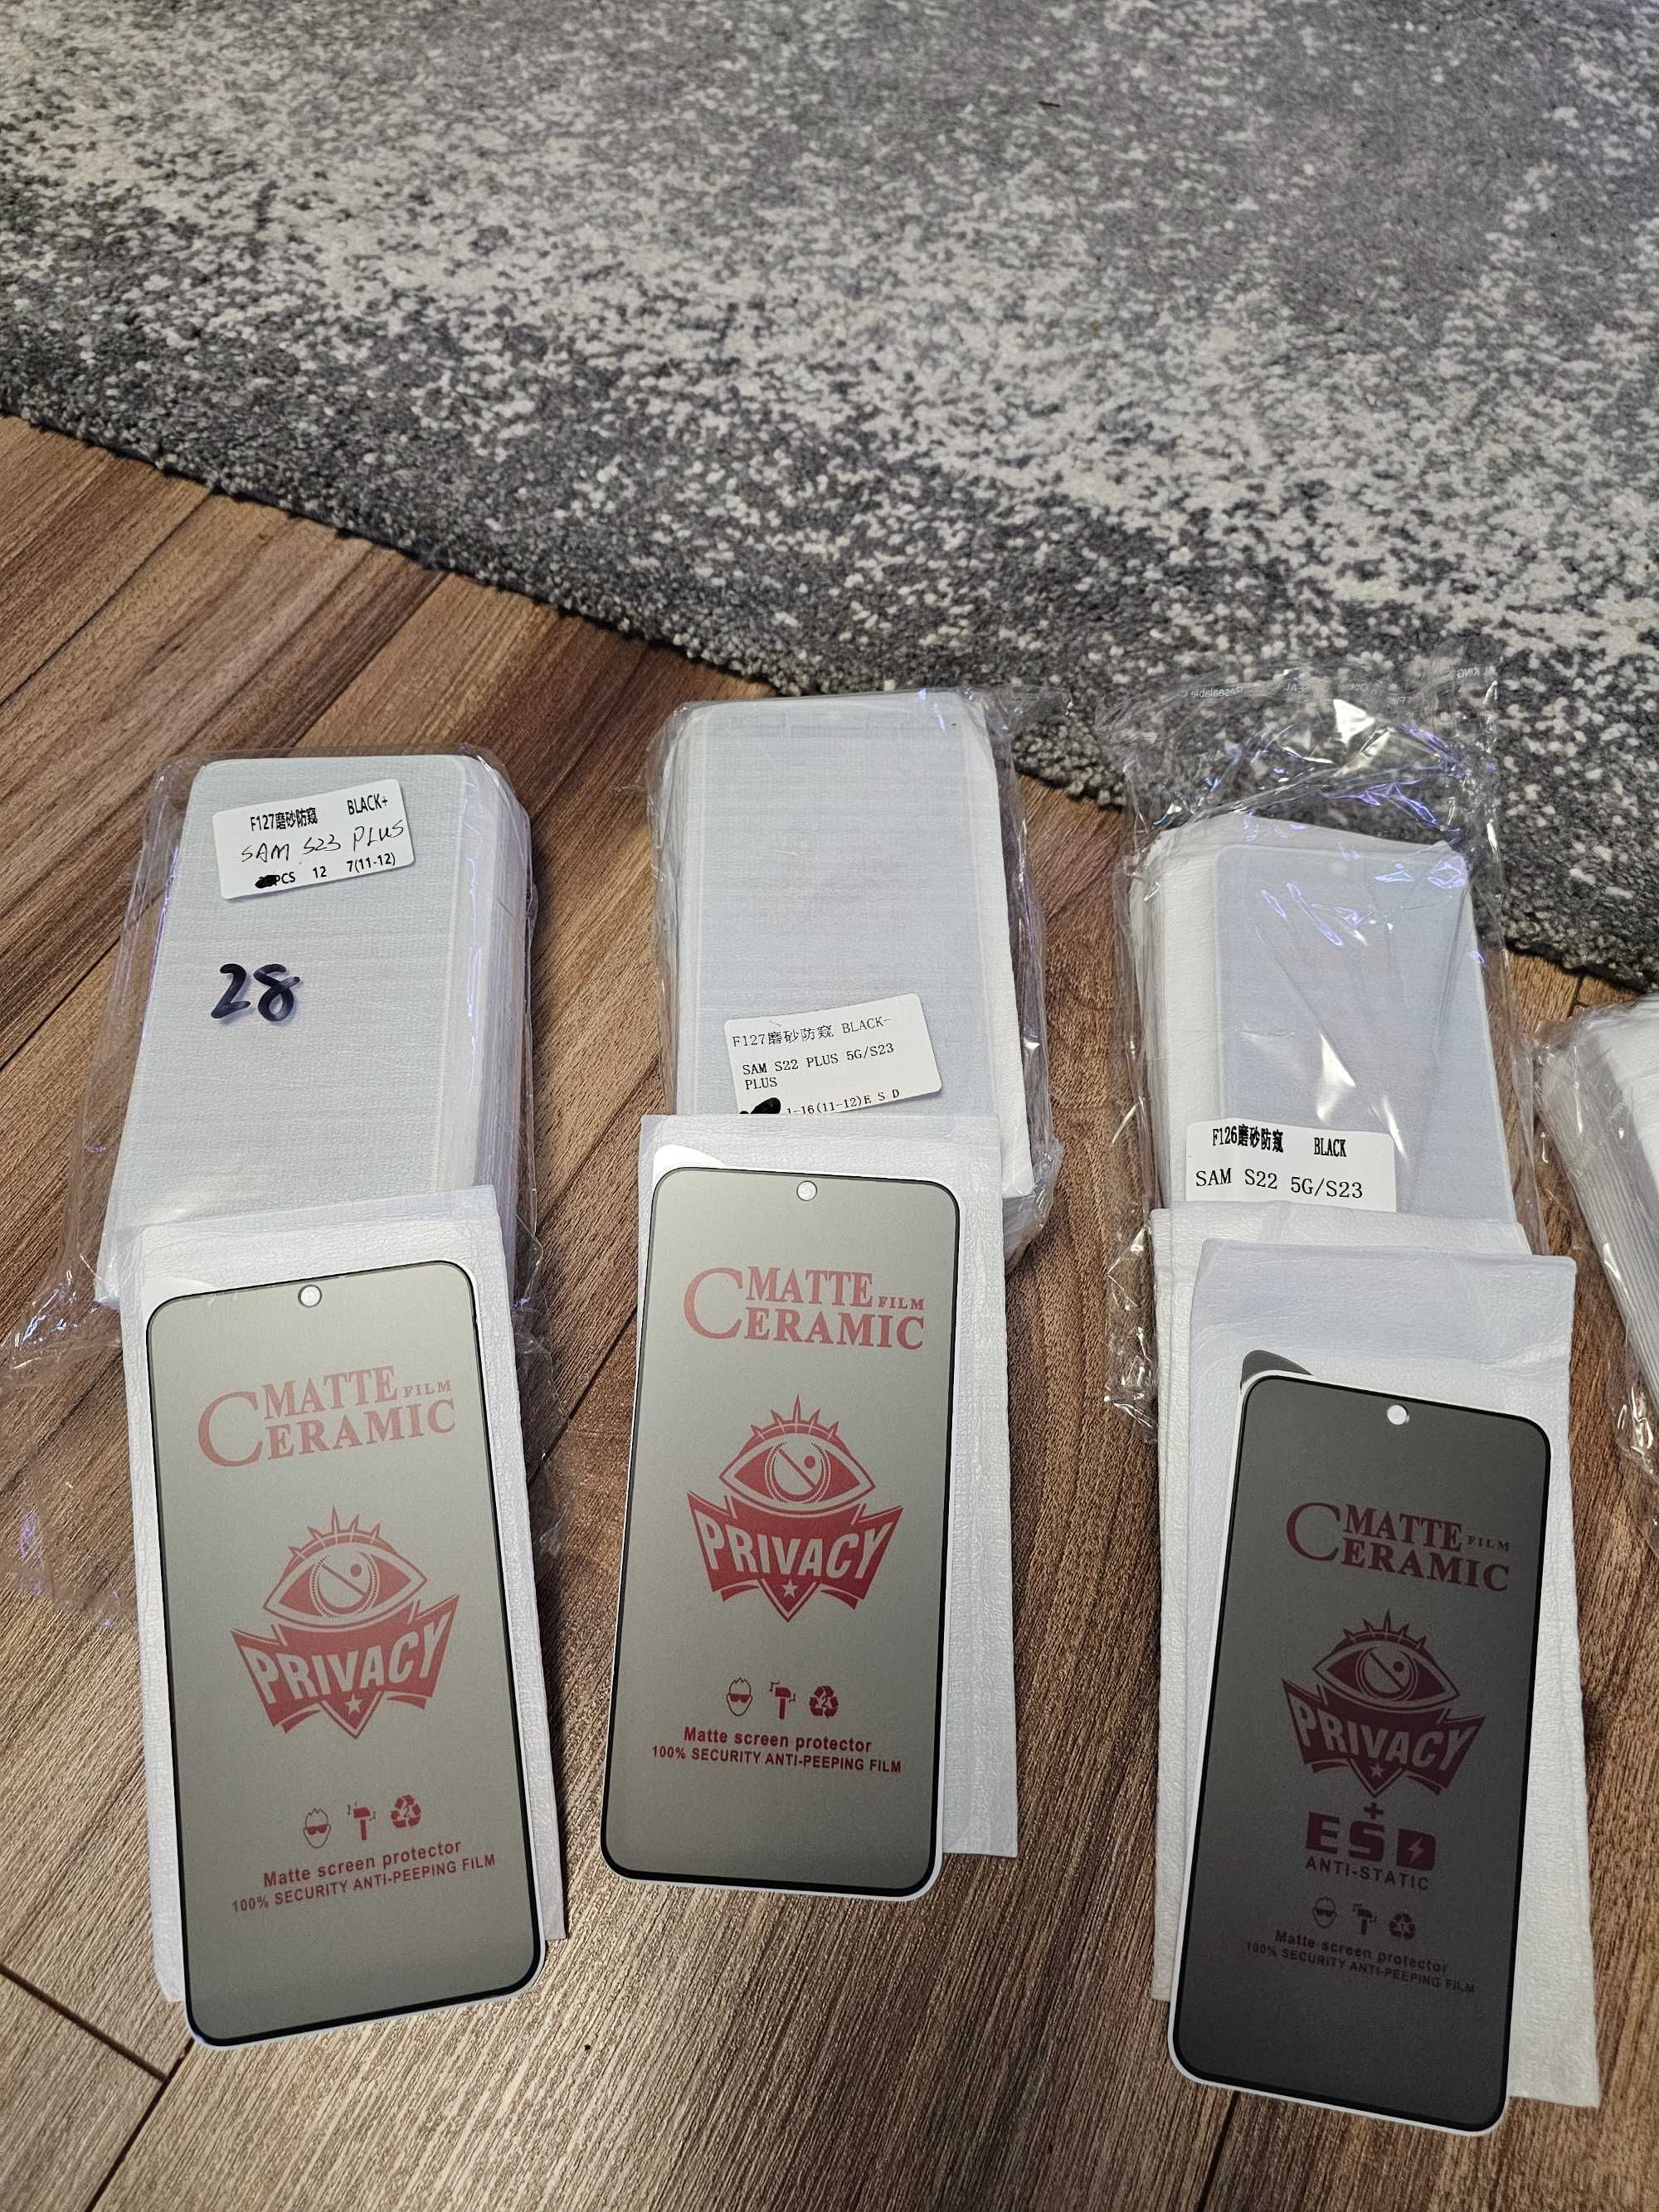 F127磨砂防窥 BLACK+
SAM S23 PLUS
PCS 12 7(11-12)
28
F127磨砂防窥 BLACK-
SAM S22 PLUS 5G/S23
PLUS
1-16(11-12)E S D
Resealable
F126磨砂防窥 BLACK
SAM S22 5G/S23
MATTE FILM
CERAMIC
PRIVACY
Matte screen protector
100% SECURITY ANTI-PEEPING FILM
MATTE FILM
CERAMIC
PRIVACY
Matte screen protector
100% SECURITY ANTI-PEEPING FILM
MATTE FILM
CERAMIC
PRIVACY
+
ESD
ANTI-STATIC
Matte screen protector
100% SECURITY ANTI-PEEPING FILM